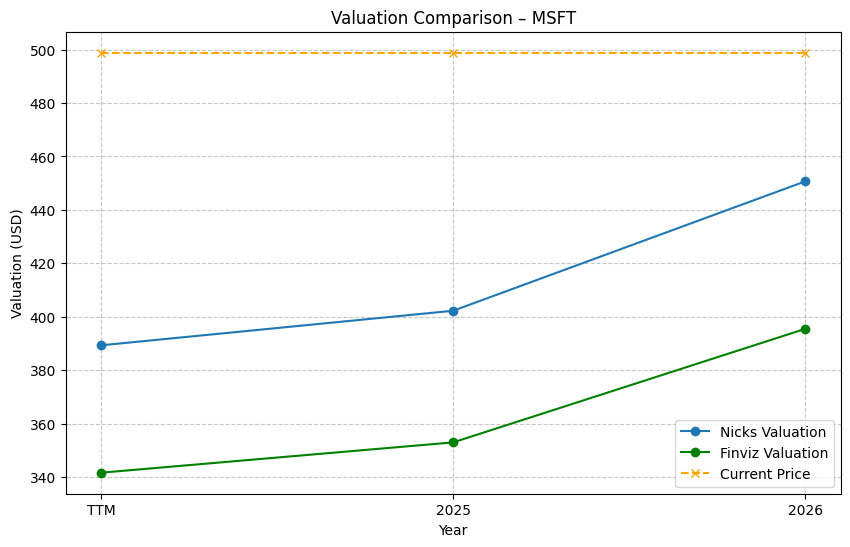 Valuation Comparison – MSFT
Valuation (USD)
500
480
460
440
420
400
380
360
340
TTM
2025
2026
Year
Nicks Valuation
Finviz Valuation
Current Price